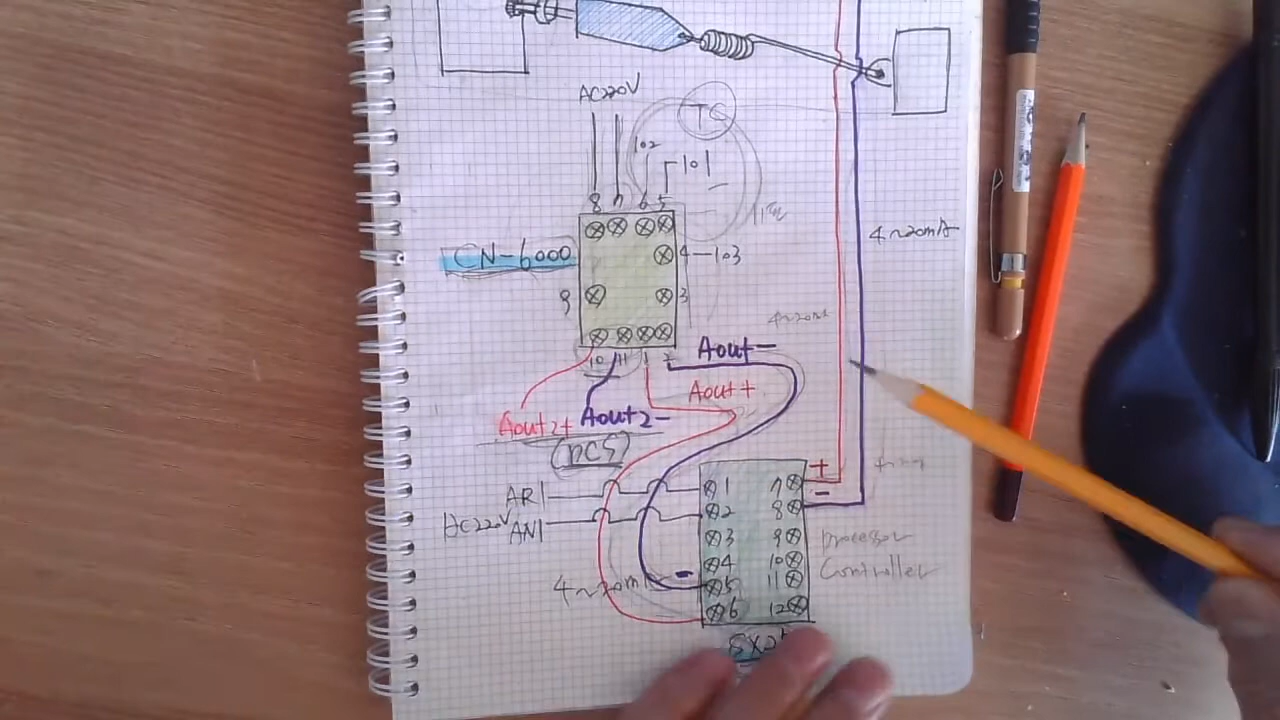 AC220V
TC
102
101
8 7 6 5
CN-6000
4-103
9
3
4~20mA
4~20mA
10 11 1 2
Aout-
Aout+
Aout2+ Aout2-
(DCS)
+
-
AR1
AC220V
AN1
1 7
2 8
3 9
4 10
5 11
6 12
-
4~20m
Processor
Controller